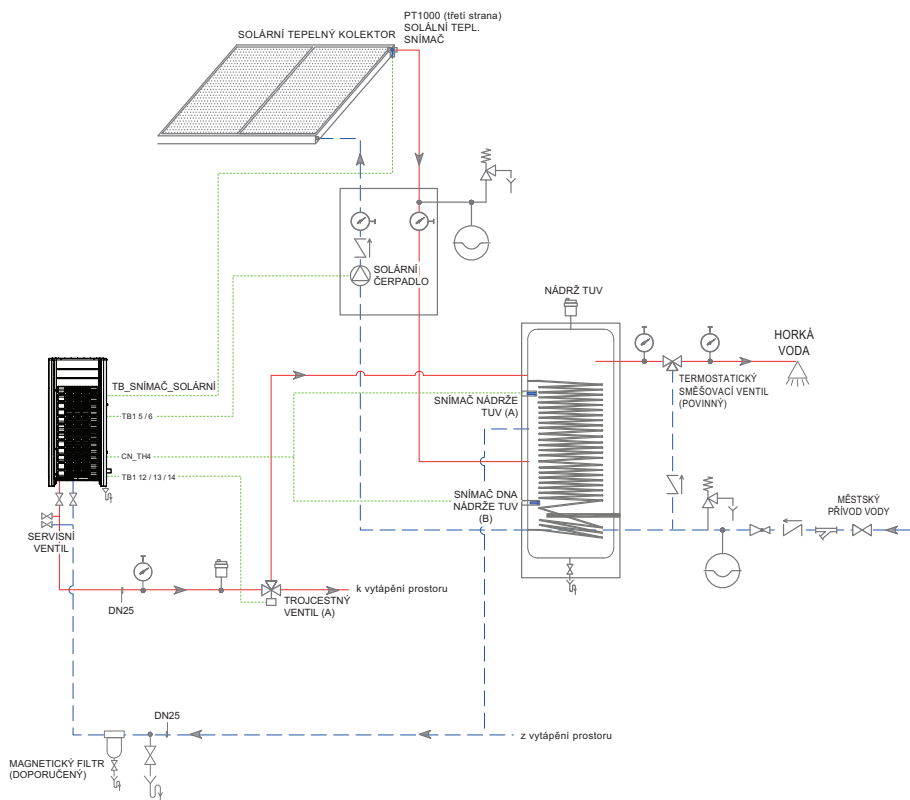 PT1000 (třetí strana)
SOLÁLNÍ TEPL.
SNÍMAČ
SOLÁRNÍ TEPELNÝ KOLEKTOR
SOLÁRNÍ
ČERPADLO
NÁDRŽ TUV
HORKÁ
VODA
TERMOSTATICKÝ
SMĚŠOVACÍ VENTIL
(POVINNÝ)
TB_SNÍMAČ_SOLÁRNÍ
SNÍMAČ NÁDRŽE
TUV (A)
TB1 5 / 6
CN_TH4
TB1 12 / 13 / 14
SNÍMAČ DNA
NÁDRŽE TUV
(B)
MĚSTSKÝ
PŘÍVOD VODY
SERVISNÍ
VENTIL
k vytápění prostoru
DN25
TROJCESTNÝ
VENTIL (A)
DN25
z vytápění prostoru
MAGNETICKÝ FILTR
(DOPORUČENÝ)